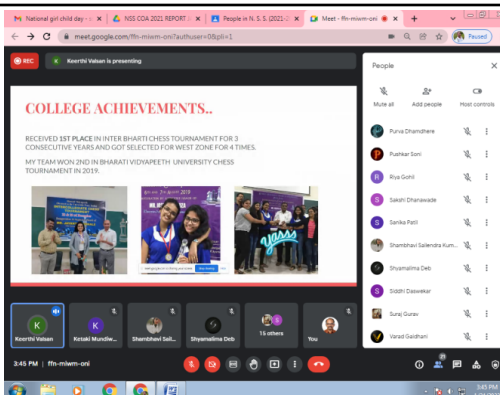 National girl child day -
NSS COA 2021 REPORT
People in N. S. S. (2021-2
Meet - ffn-miwm-oni
meet.google.com/ffn-miwm-oni?authuser=0&pli=1
Paused
REC
K
Keerthi Valsan is presenting
COLLEGE ACHIEVEMENTS..
RECEIVED 1ST PLACE IN INTER BHARTI CHESS TOURNAMENT FOR 3
CONSECUTIVE YEARS AND GOT SELECTED FOR WEST ZONE FOR 4 TIMES.
MY TEAM WON 2ND IN BHARATI VIDYAPEETH UNIVERSITY CHESS
TOURNAMENT IN 2019.
Yasss
People
Mute all
Add people
Host controls
Purva Dhamdhere
P
Pushkar Soni
R
Riya Gohil
S
Sakshi Dhanawade
S
Sanika Patil
Shambhavi Sailendra Kum...
Shyamalima Deb
S
Siddhi Daswekar
Suraj Gurav
Varad Gaidhani
K
Keerthi Valsan
K
Ketaki Mundiw...
Shambhavi Sail...
Shyamalima Deb
S
15 others
You
3:45 PM | ffn-miwm-oni
21
3:45 PM